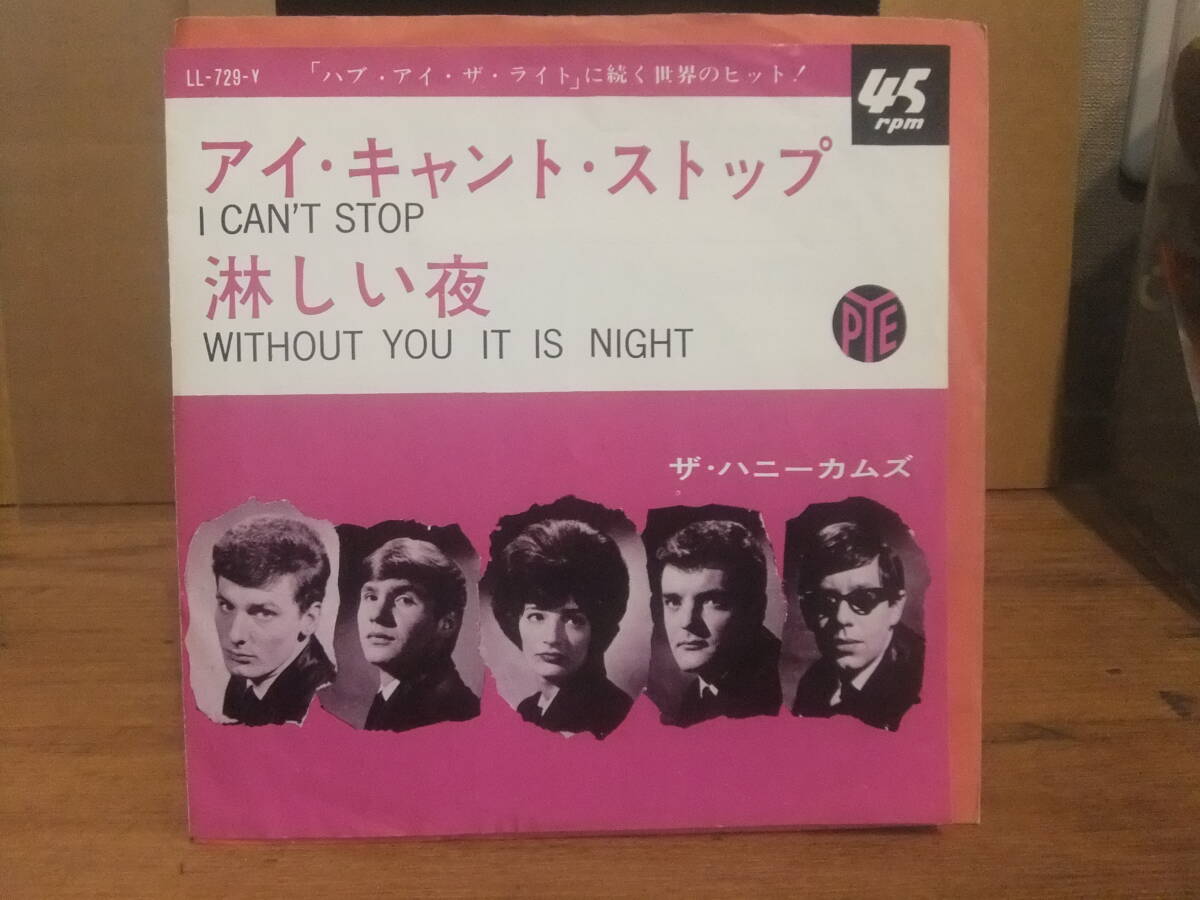 LL-729-Y 「ハブ・アイ・ザ・ライト」に続く世界のヒット!
45
rpm
アイ・キャント・ストップ
I CAN'T STOP
淋しい夜
WITHOUT YOU IT IS NIGHT
PYE
ザ・ハニーカムズ